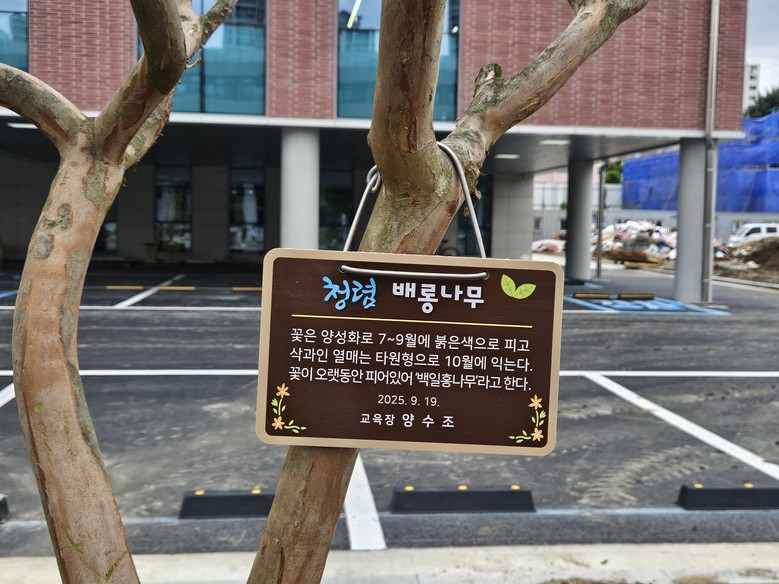 청렴 배롱나무
꽃은 양성화로 7~9월에 붉은색으로 피고
삭과인 열매는 타원형으로 10월에 익는다.
꽃이 오랫동안 피어있어 '백일홍나무'라고 한다.
2025. 9. 19.
교육장 양 수 조